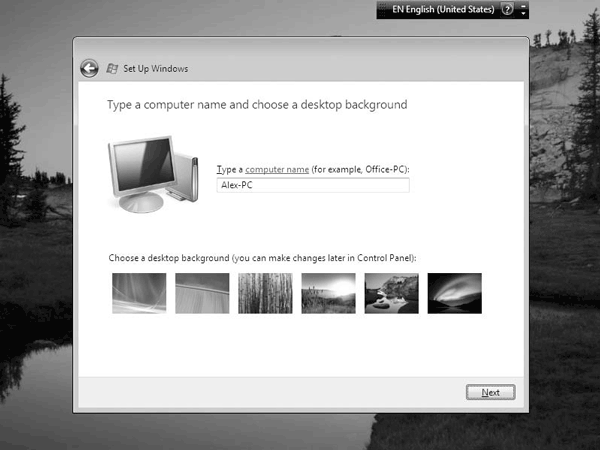 EN English (United States) ?
Set Up Windows
Type a computer name and choose a desktop background
Type a computer name (for example, Office-PC):
Alex-PC
Choose a desktop background (you can make changes later in Control Panel):
Next